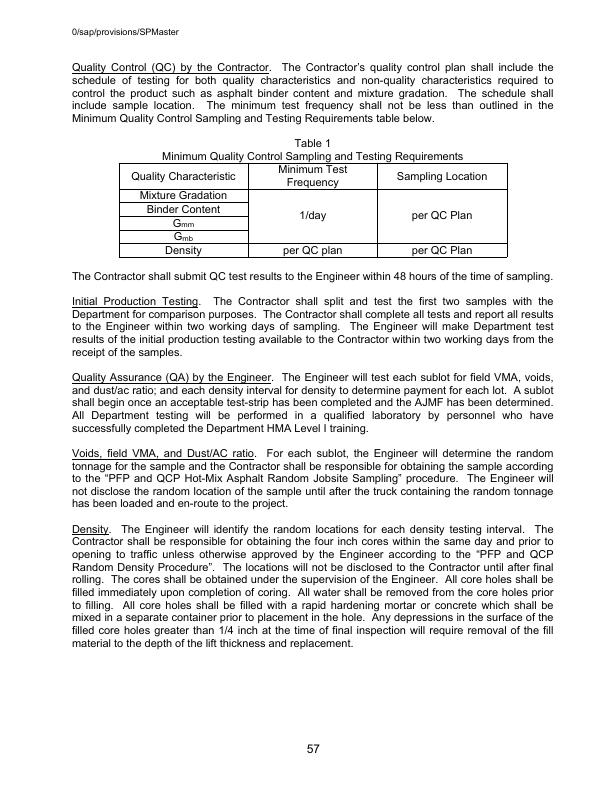 0/sap/provisions/SPMaster
Quality Control (QC) by the Contractor. The Contractor's quality control plan shall include the
schedule of testing for both quality characteristics and non-quality characteristics required to
control the product such as asphalt binder content and mixture gradation. The schedule shall
include sample location. The minimum test frequency shall not be less than outlined in the
Minimum Quality Control Sampling and Testing Requirements table below.
Table 1
Minimum Quality Control Sampling and Testing Requirements
Quality Characteristic
Minimum Test
Frequency
Sampling Location
Mixture Gradation
Binder Content
Gmm
Gmb
1/day
per QC Plan
Density
per QC plan
per QC Plan
The Contractor shall submit QC test results to the Engineer within 48 hours of the time of sampling.
Initial Production Testing. The Contractor shall split and test the first two samples with the
Department for comparison purposes. The Contractor shall complete all tests and report all results
to the Engineer within two working days of sampling. The Engineer will make Department test
results of the initial production testing available to the Contractor within two working days from the
receipt of the samples.
Quality Assurance (QA) by the Engineer. The Engineer will test each sublot for field VMA, voids,
and dust/ac ratio; and each density interval for density to determine payment for each lot. A sublot
shall begin once an acceptable test-strip has been completed and the AJMF has been determined.
All Department testing will be performed in a qualified laboratory by personnel who have
successfully completed the Department HMA Level I training.
Voids, field VMA, and Dust/AC ratio. For each sublot, the Engineer will determine the random
tonnage for the sample and the Contractor shall be responsible for obtaining the sample according
to the "PFP and QCP Hot-Mix Asphalt Random Jobsite Sampling" procedure. The Engineer will
not disclose the random location of the sample until after the truck containing the random tonnage
has been loaded and en-route to the project.
Density. The Engineer will identify the random locations for each density testing interval. The
Contractor shall be responsible for obtaining the four inch cores within the same day and prior to
opening to traffic unless otherwise approved by the Engineer according to the "PFP and QCP
Random Density Procedure". The locations will not be disclosed to the Contractor until after final
rolling. The cores shall be obtained under the supervision of the Engineer. All core holes shall be
filled immediately upon completion of coring. All water shall be removed from the core holes prior
to filling. All core holes shall be filled with a rapid hardening mortar or concrete which shall be
mixed in a separate container prior to placement in the hole. Any depressions in the surface of the
filled core holes greater than 1/4 inch at the time of final inspection will require removal of the fill
material to the depth of the lift thickness and replacement.
57